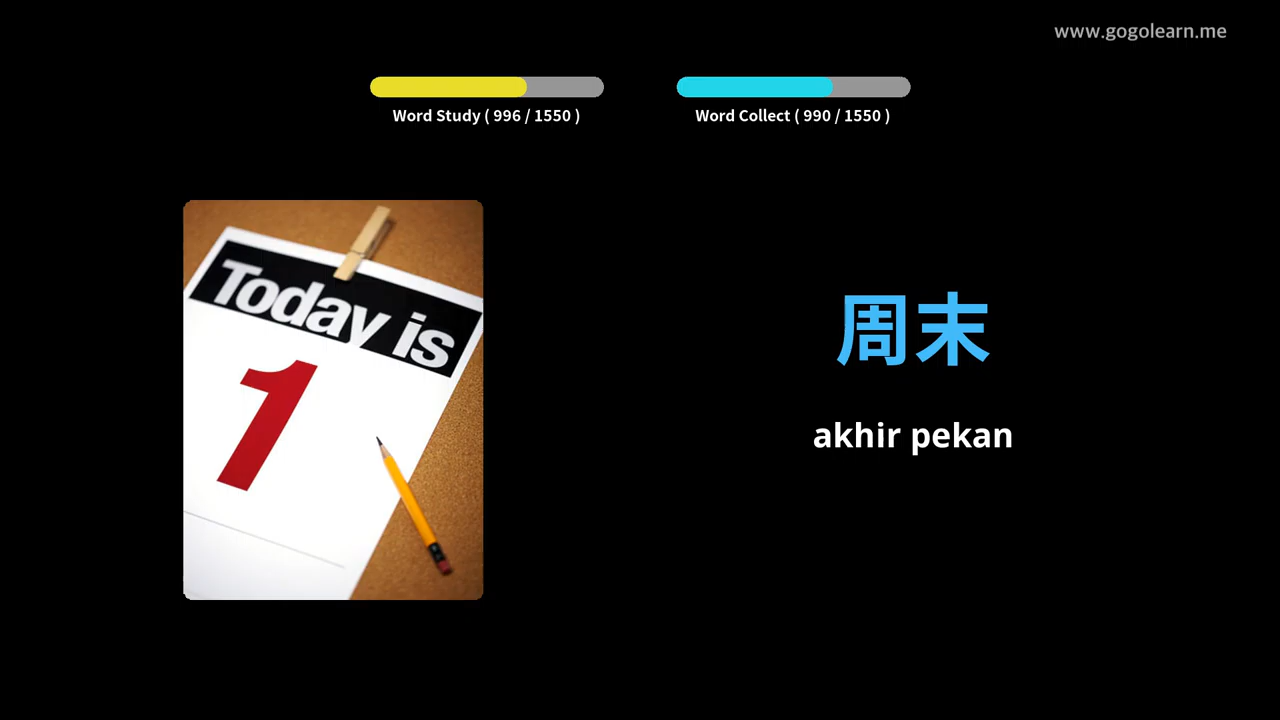 www.gogolearn.me
Word Study ( 996 / 1550 )
Word Collect ( 990 / 1550 )
Today is
1
周末
akhir pekan